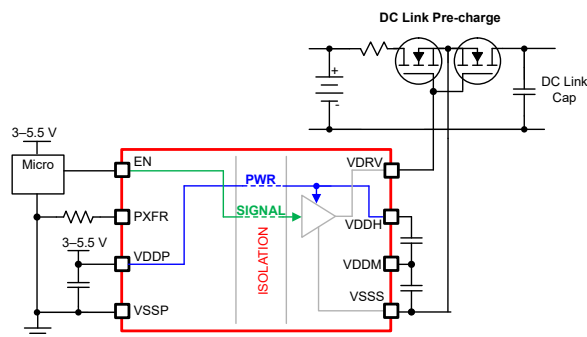 DC Link Pre-charge
+
-
DC Link
Cap
3–5.5 V
Micro
EN
VDRV
PWR
SIGNAL
PXFR
VDDH
3–5.5 V
VDDP
ISOLATION
VDDM
VSSP
VSSS